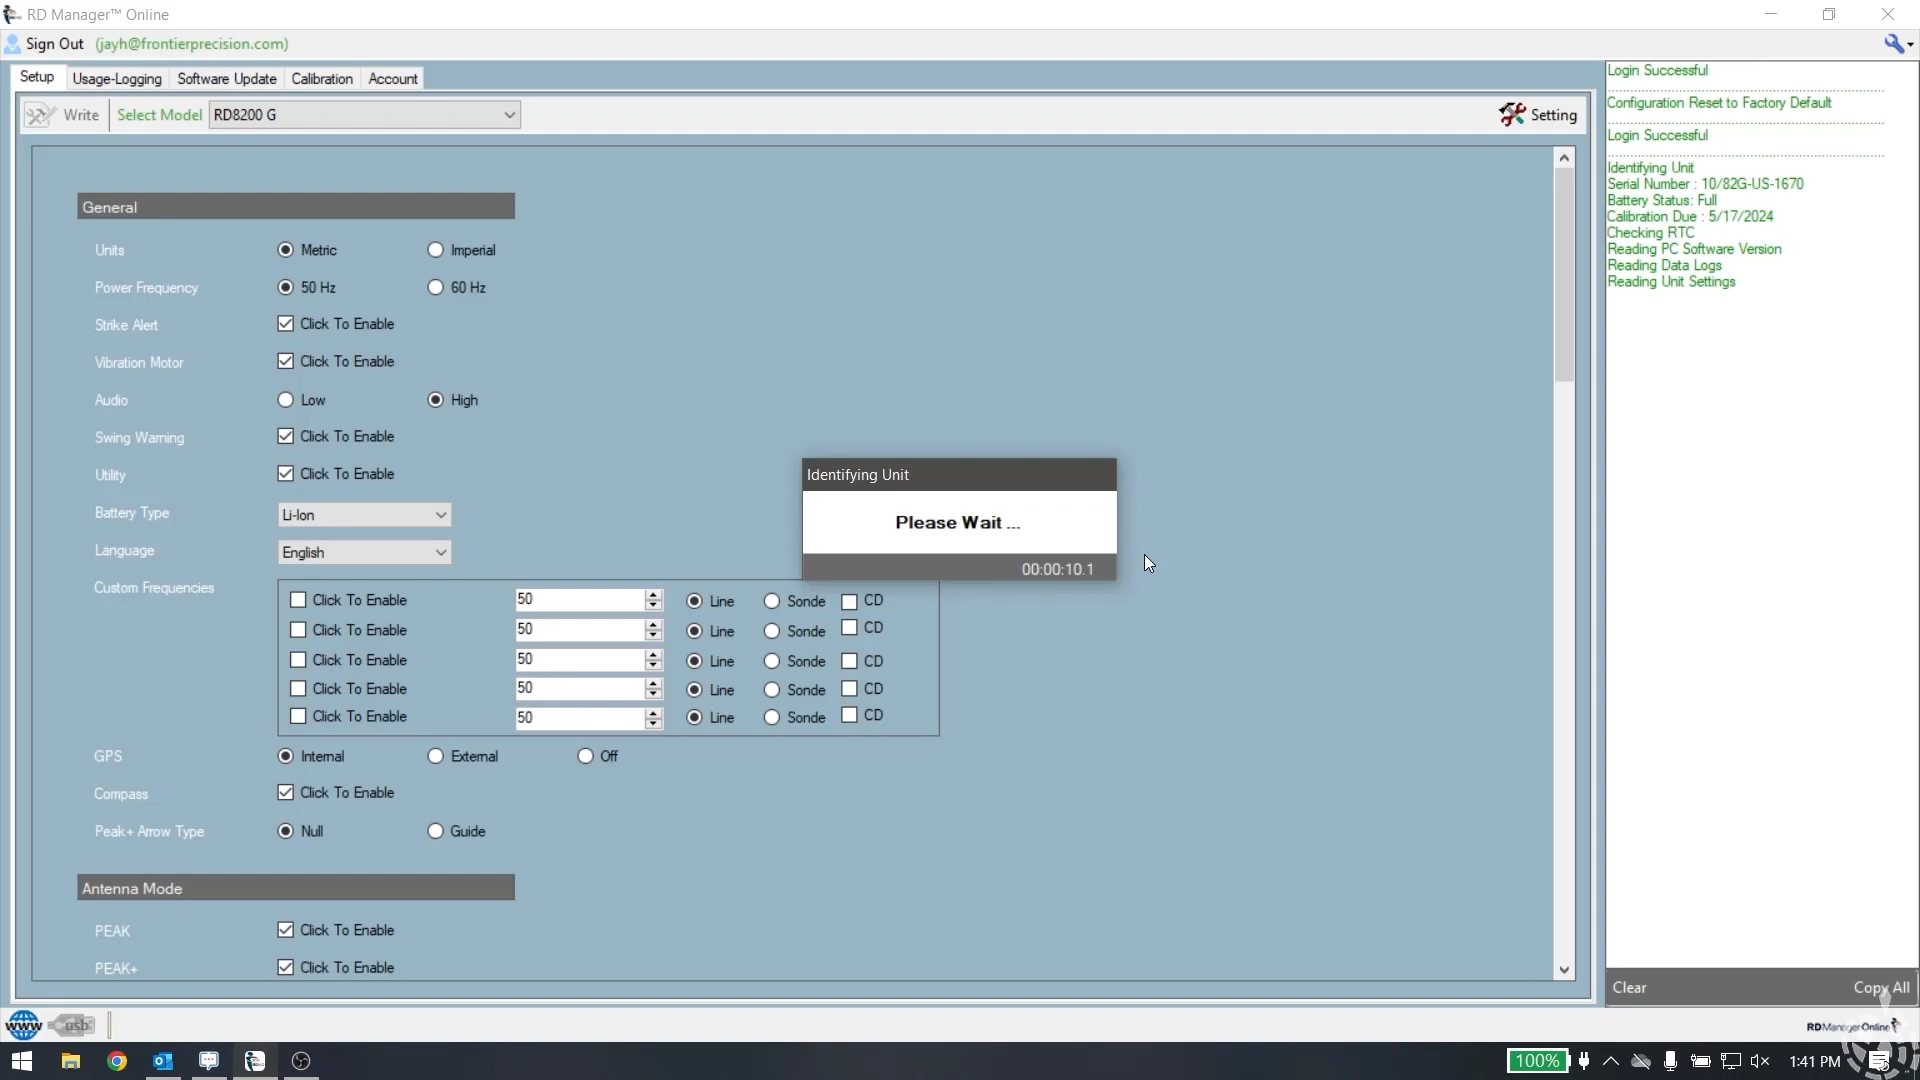 RD Manager™ Online
Sign Out (jayh@frontierprecision.com)
Setup Usage-Logging Software Update Calibration Account
Write Select Model RD8200 G Setting
General
Units Metric Imperial
Power Frequency 50 Hz 60 Hz
Strike Alert Click To Enable
Vibration Motor Click To Enable
Audio Low High
Swing Warning Click To Enable
Utility Click To Enable
Battery Type Li-Ion
Language English
Custom Frequencies
Click To Enable 50 Line Sonde CD
Click To Enable 50 Line Sonde CD
Click To Enable 50 Line Sonde CD
Click To Enable 50 Line Sonde CD
Click To Enable 50 Line Sonde CD
GPS Internal External Off
Compass Click To Enable
Peak+ Arrow Type Null Guide
Antenna Mode
PEAK Click To Enable
PEAK+ Click To Enable
Identifying Unit
Please Wait ...
00:00:10.1
Login Successful
Configuration Reset to Factory Default
Login Successful
Identifying Unit
Serial Number : 10/82G-US-1670
Battery Status: Full
Calibration Due : 5/17/2024
Checking RTC
Reading PC Software Version
Reading Data Logs
Reading Unit Settings
Clear Copy All
www usb
RDManager Online
100% 1:41 PM